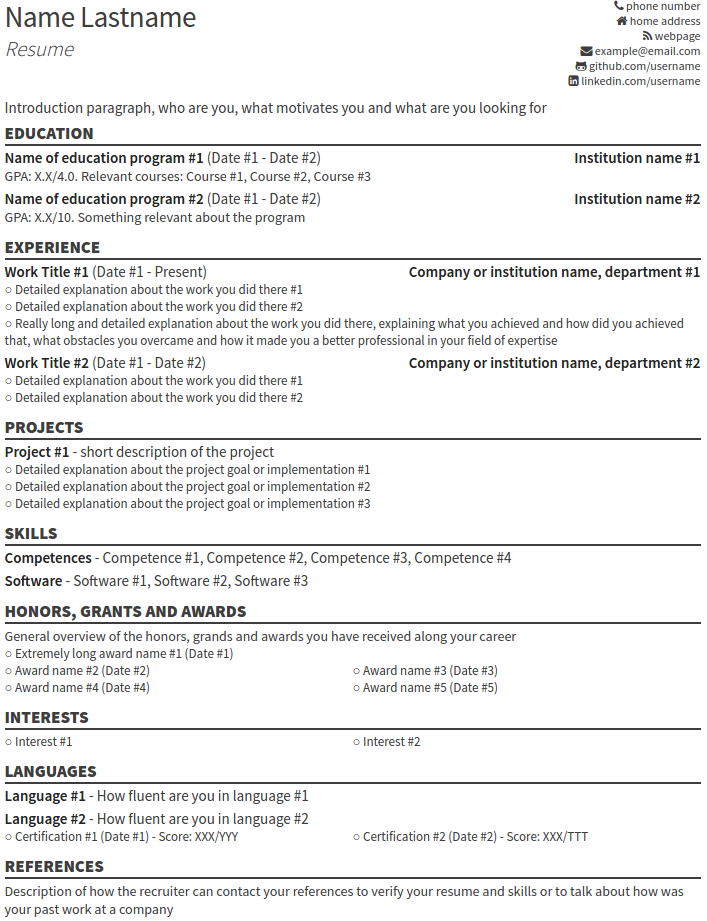 Name Lastname
Resume
phone number
home address
webpage
example@email.com
github.com/username
linkedin.com/username
Introduction paragraph, who are you, what motivates you and what are you looking for
EDUCATION
Name of education program #1 (Date #1 - Date #2) Institution name #1
GPA: X.X/4.0. Relevant courses: Course #1, Course #2, Course #3
Name of education program #2 (Date #1 - Date #2) Institution name #2
GPA: X.X/10. Something relevant about the program
EXPERIENCE
Work Title #1 (Date #1 - Present) Company or institution name, department #1
○ Detailed explanation about the work you did there #1
○ Detailed explanation about the work you did there #2
○ Really long and detailed explanation about the work you did there, explaining what you achieved and how did you achieved
that, what obstacles you overcame and how it made you a better professional in your field of expertise
Work Title #2 (Date #1 - Date #2) Company or institution name, department #2
○ Detailed explanation about the work you did there #1
○ Detailed explanation about the work you did there #2
PROJECTS
Project #1 - short description of the project
○ Detailed explanation about the project goal or implementation #1
○ Detailed explanation about the project goal or implementation #2
○ Detailed explanation about the project goal or implementation #3
SKILLS
Competences - Competence #1, Competence #2, Competence #3, Competence #4
Software - Software #1, Software #2, Software #3
HONORS, GRANTS AND AWARDS
General overview of the honors, grands and awards you have received along your career
○ Extremely long award name #1 (Date #1)
○ Award name #2 (Date #2) ○ Award name #3 (Date #3)
○ Award name #4 (Date #4) ○ Award name #5 (Date #5)
INTERESTS
○ Interest #1 ○ Interest #2
LANGUAGES
Language #1 - How fluent are you in language #1
Language #2 - How fluent are you in language #2
○ Certification #1 (Date #1) - Score: XXX/YYY ○ Certification #2 (Date #2) - Score: XXX/TTT
REFERENCES
Description of how the recruiter can contact your references to verify your resume and skills or to talk about how was
your past work at a company